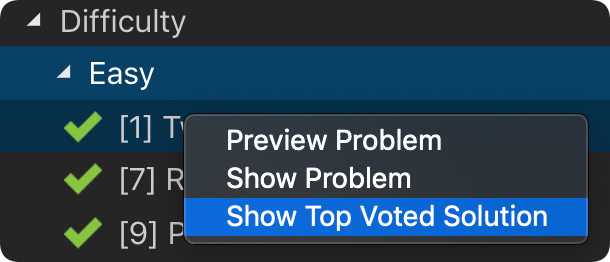 Difficulty
Easy
[1] Tw
Preview Problem
[7] R
Show Problem
Show Top Voted Solution
[9] P